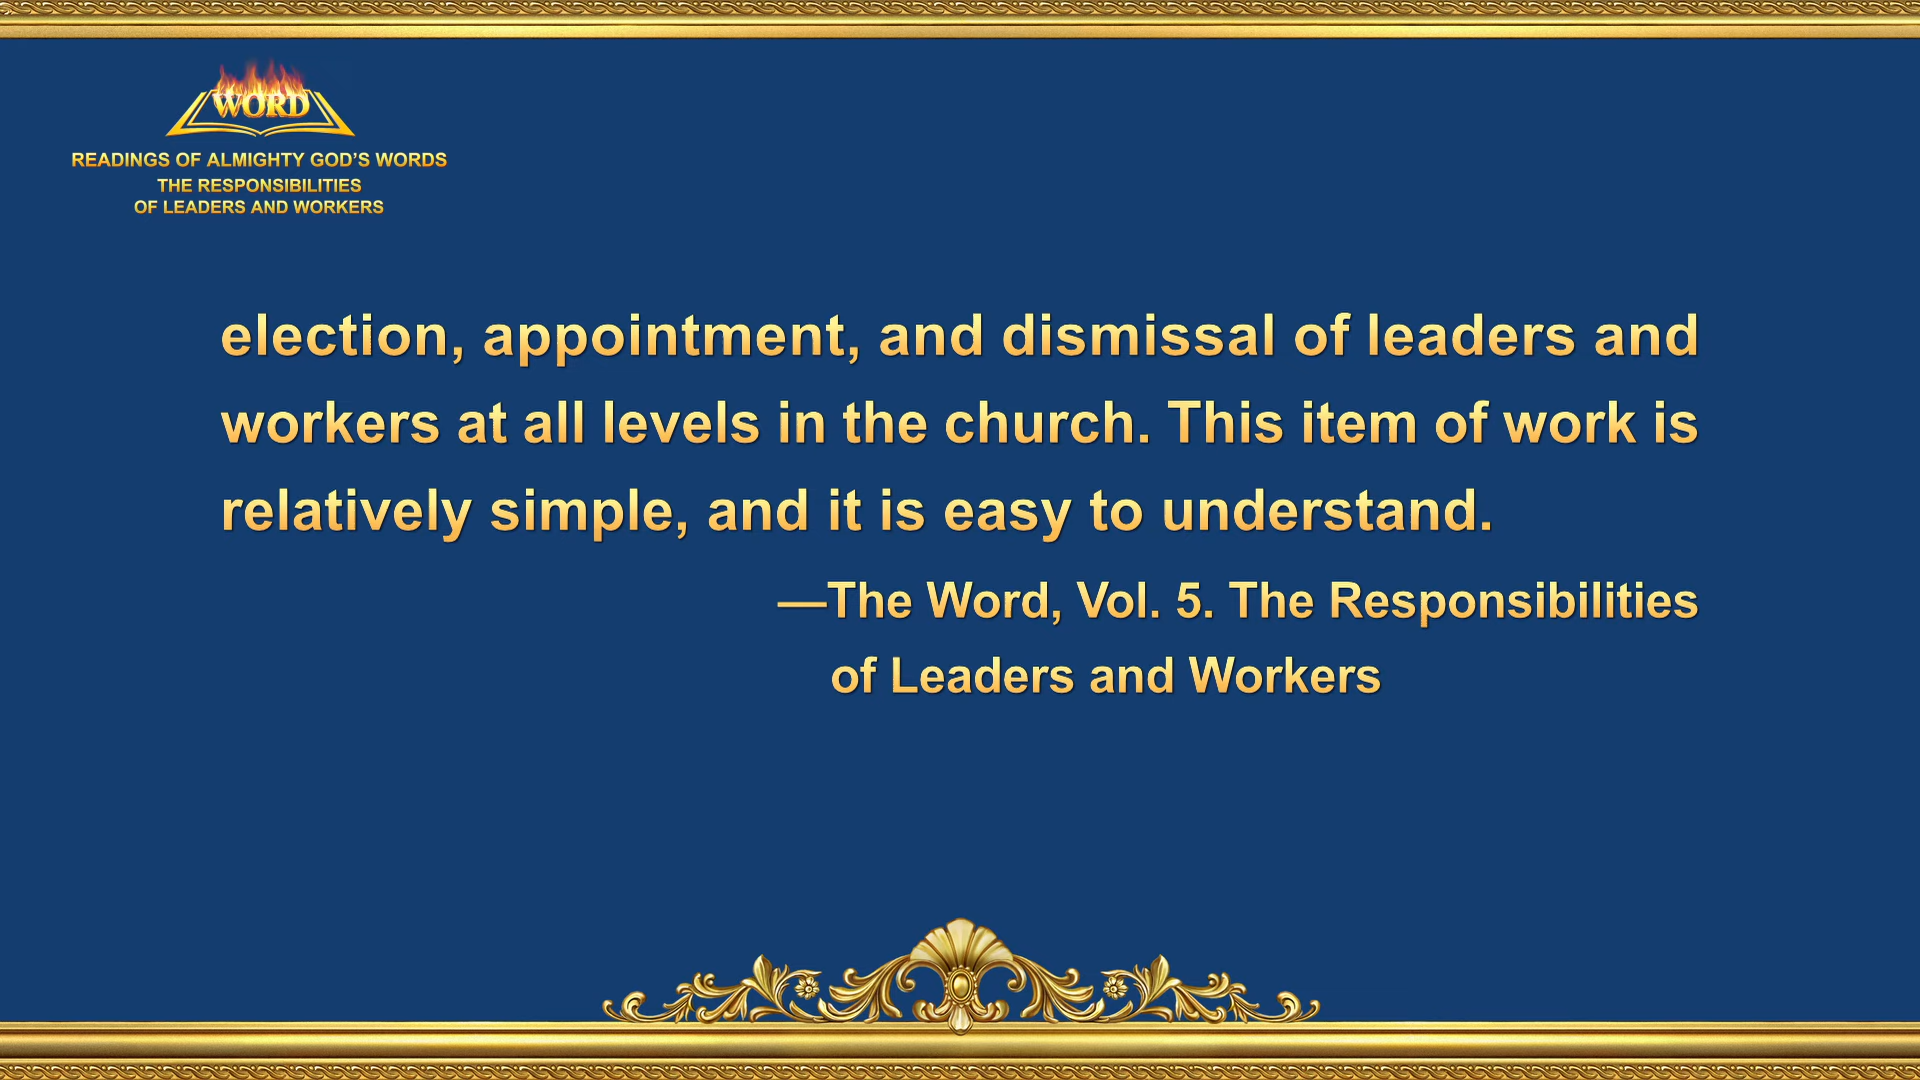 WORD
READINGS OF ALMIGHTY GOD’S WORDS
THE RESPONSIBILITIES
OF LEADERS AND WORKERS
election, appointment, and dismissal of leaders and
workers at all levels in the church. This item of work is
relatively simple, and it is easy to understand.
—The Word, Vol. 5. The Responsibilities
of Leaders and Workers